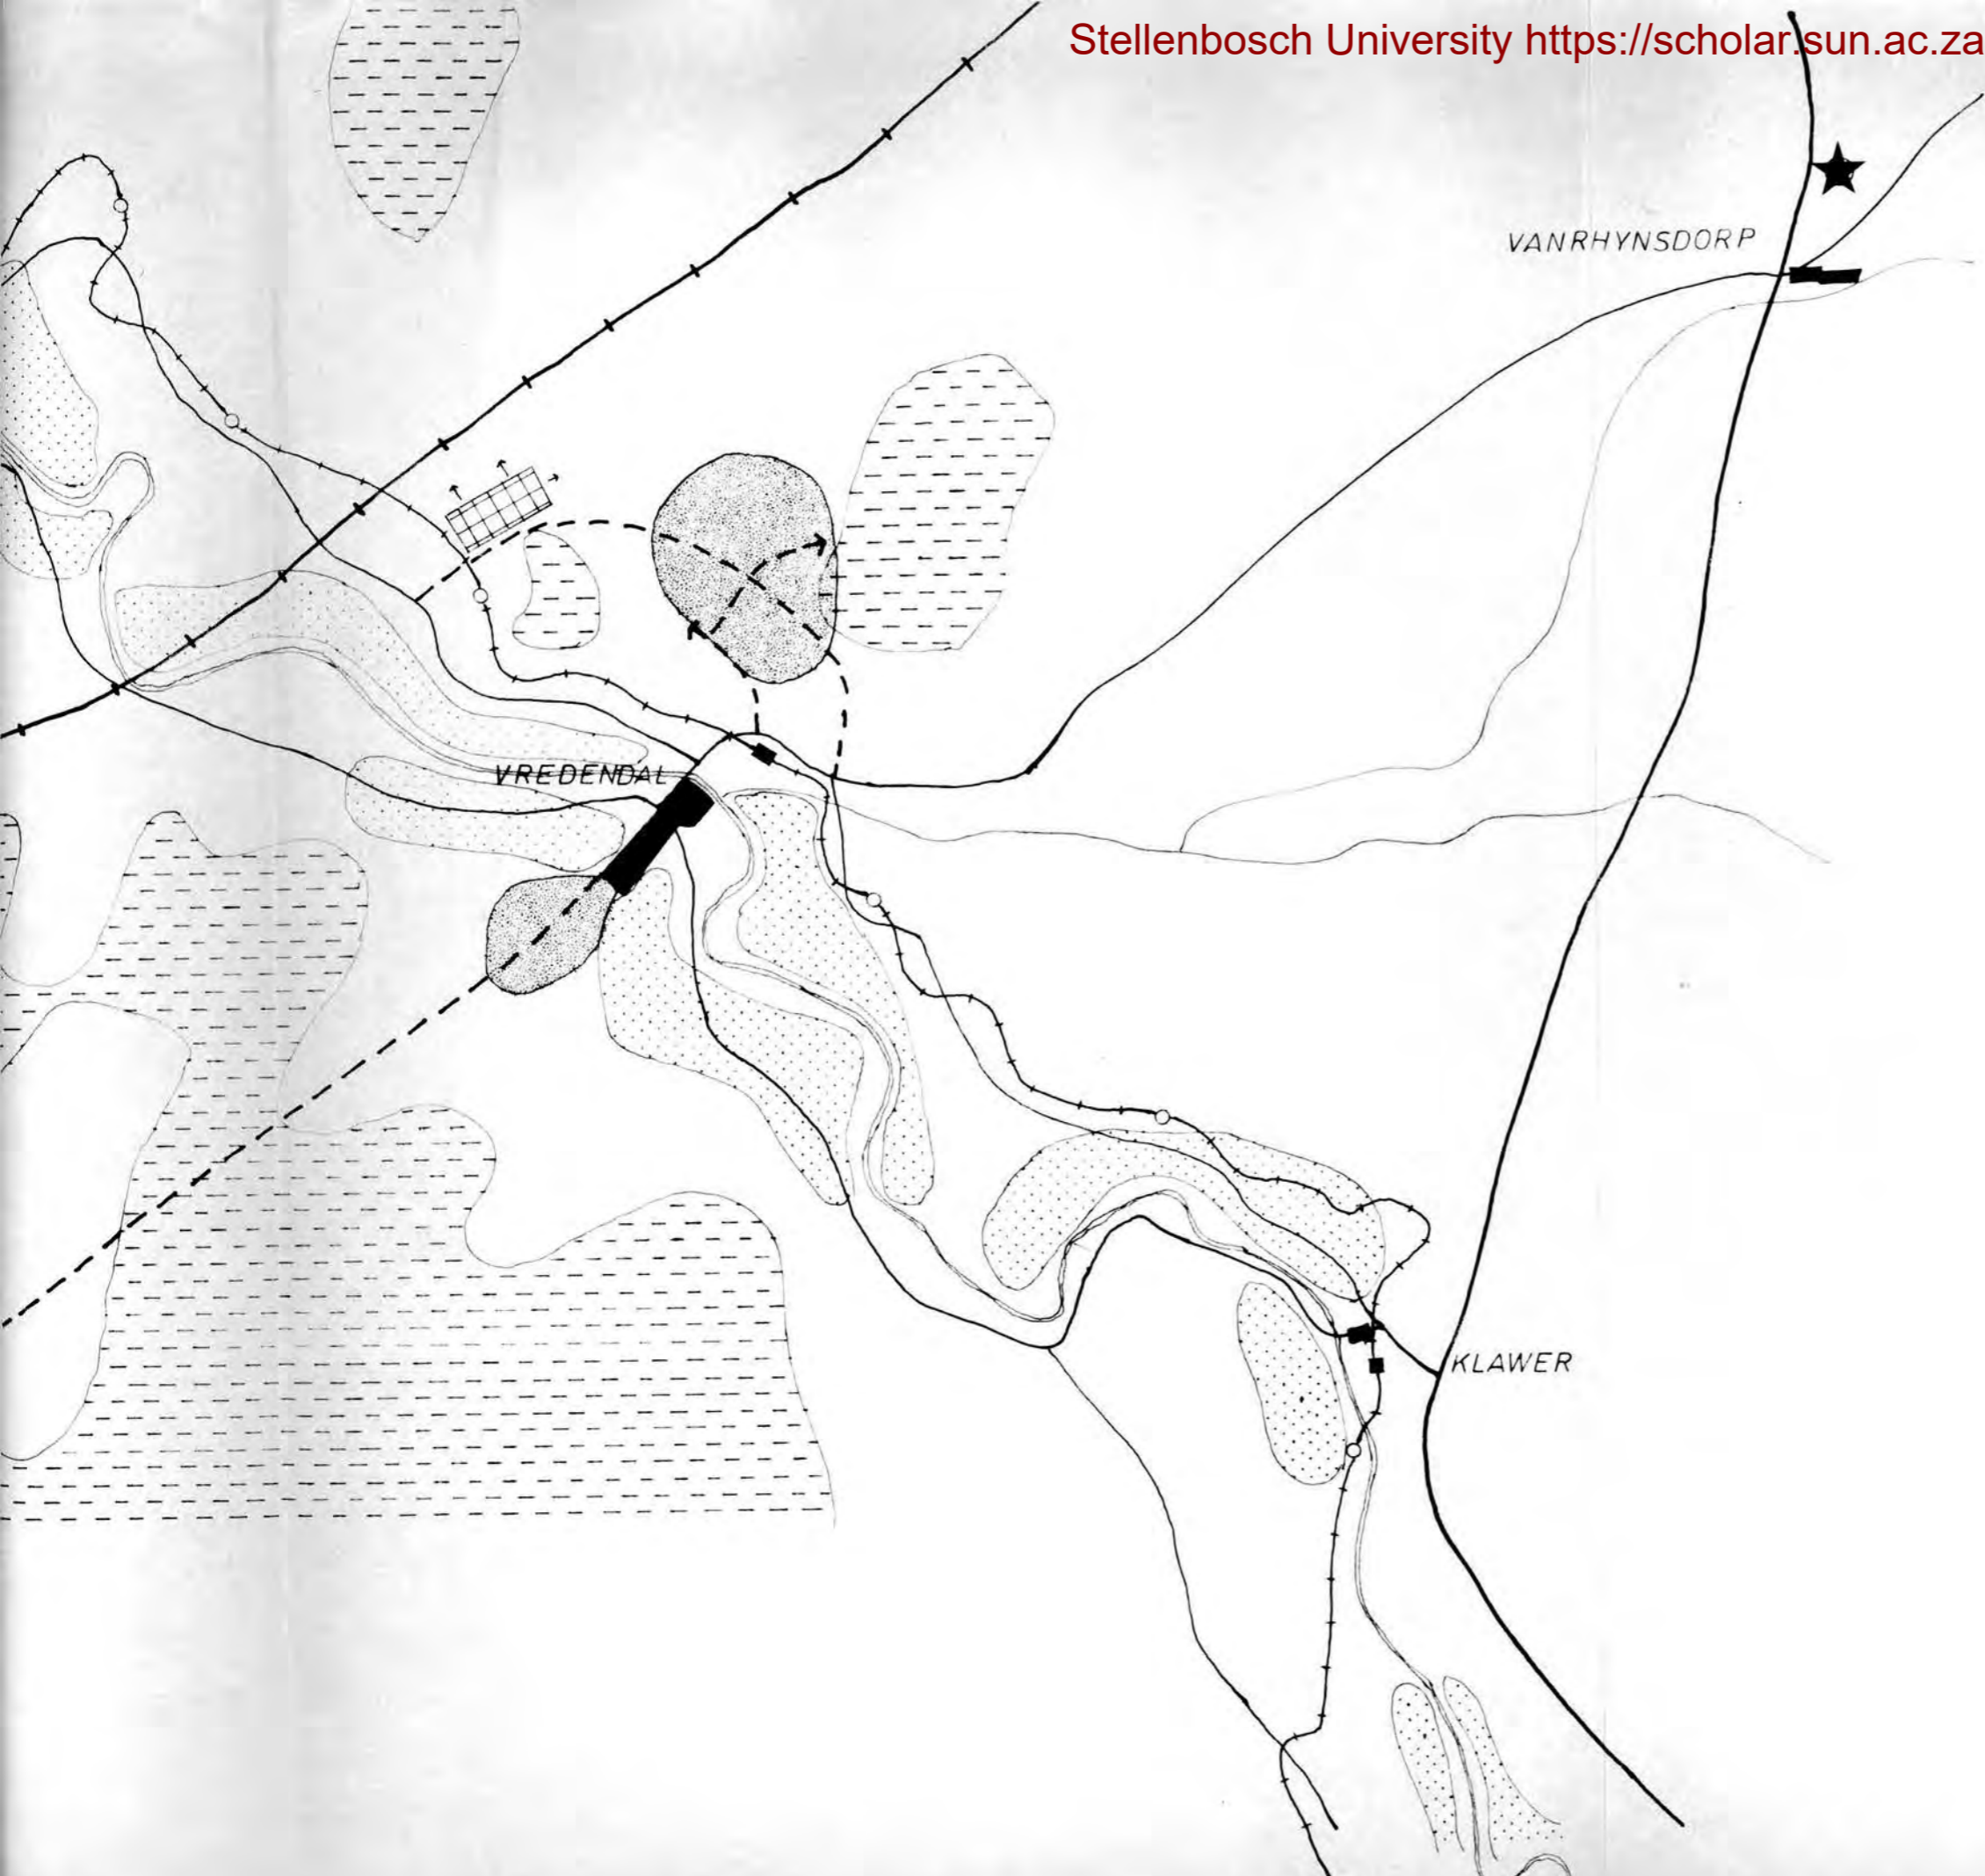 Stellenbosch University https://scholar.sun.ac.za
VANRHYNSDORP
VREDENDAL
KLAWER